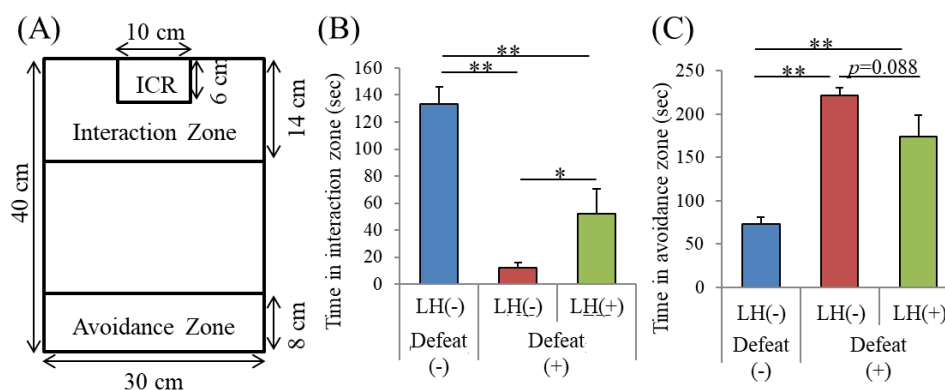 (A)
10 cm
ICR
6 cm
Interaction Zone
14 cm
40 cm
Avoidance Zone
8 cm
30 cm
(B)
Time in interaction zone (sec)
160
140
120
100
80
60
40
20
0
**
**
*
LH(-) LH(-) LH(+)
Defeat Defeat
(-) (+)
(C)
Time in avoidance zone (sec)
250
200
150
100
50
0
**
** p=0.088
LH(-) LH(-) LH(+)
Defeat Defeat
(-) (+)